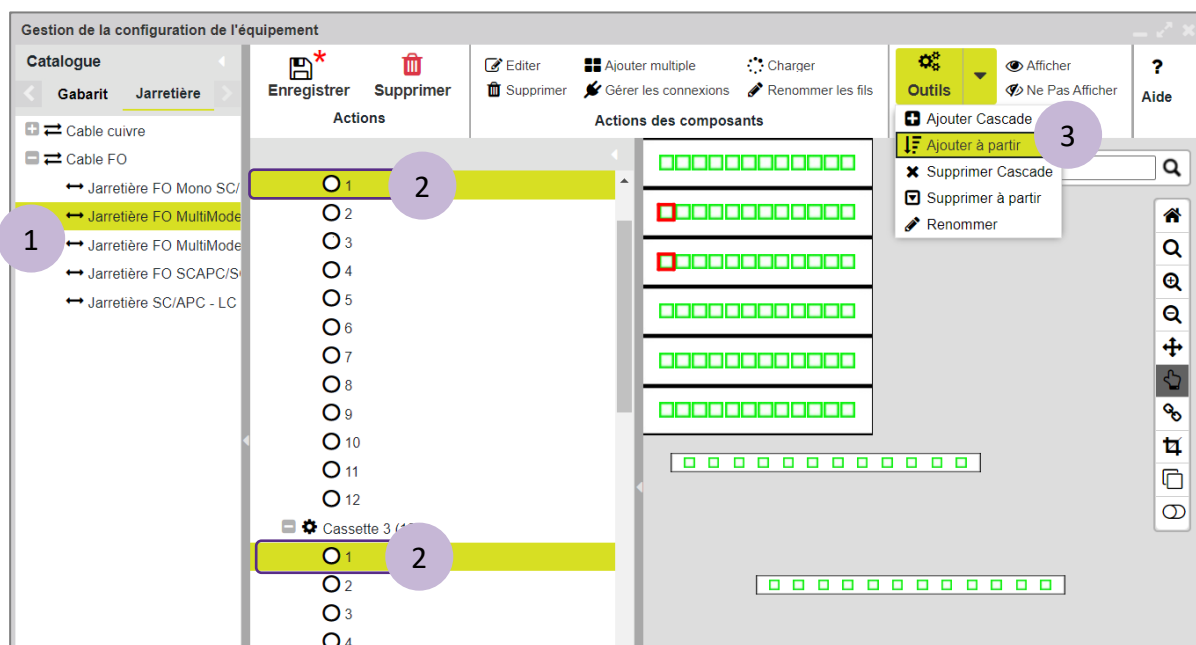 Gestion de la configuration de l'équipement
Catalogue
Gabarit Jarretière
Cable cuivre
Cable FO
Jarretière FO Mono SC/
Jarretière FO MultiMode
Jarretière FO MultiMode
Jarretière FO SCAPC/S
Jarretière SC/APC - LC
1
Enregistrer Supprimer
Actions
Editer Ajouter multiple Charger
Supprimer Gérer les connexions Renommer les fils
Actions des composants
Outils
Afficher
Ne Pas Afficher
?
Aide
Ajouter Cascade
Ajouter à partir
Supprimer Cascade
Supprimer à partir
Renommer
3
1
2
2
3
4
5
6
7
8
9
10
11
12
Cassette 3
1
2
2
3
4